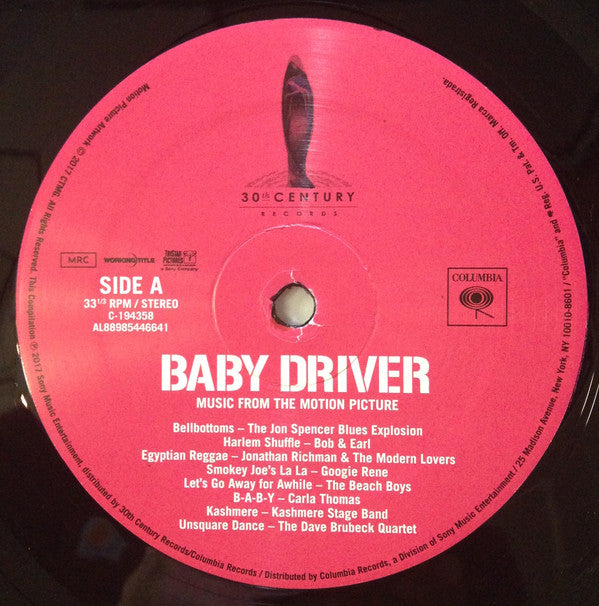 30th CENTURY
RECORDS
MRC
WORKING TITLE
TRISTAR
PICTURES
a Sony Company
SIDE A
33 1/3 RPM / STEREO
C-194358
AL88985446641
COLUMBIA
BABY DRIVER
MUSIC FROM THE MOTION PICTURE
Bellbottoms – The Jon Spencer Blues Explosion
Harlem Shuffle – Bob & Earl
Egyptian Reggae – Jonathan Richman & The Modern Lovers
Smokey Joe's La La – Googie Rene
Let's Go Away for Awhile – The Beach Boys
B-A-B-Y – Carla Thomas
Kashmere – Kashmere Stage Band
Unsquare Dance – The Dave Brubeck Quartet
Motion Picture Artwork © 2017 CTMG. All Rights Reserved. This Compilation ℗ 2017 Sony Music Entertainment, distributed by 30th Century Records/Columbia Records. / Distributed by Columbia Records, a Division of Sony Music Entertainment / 25 Madison Avenue, New York, NY 10010-8601 / "Columbia" and Reg. U.S. Pat. & Tm. Off. Marca Registrada.